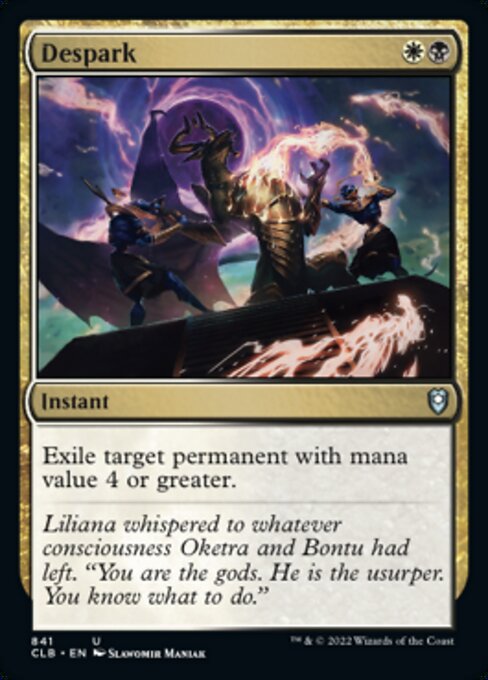 Despark
Instant
Exile target permanent with mana
value 4 or greater.
Liliana whispered to whatever
consciousness Oketra and Bontu had
left. “You are the gods. He is the usurper.
You know what to do.”
841 U
CLB • EN Slawomir Maniak
™ & © 2022 Wizards of the Coast